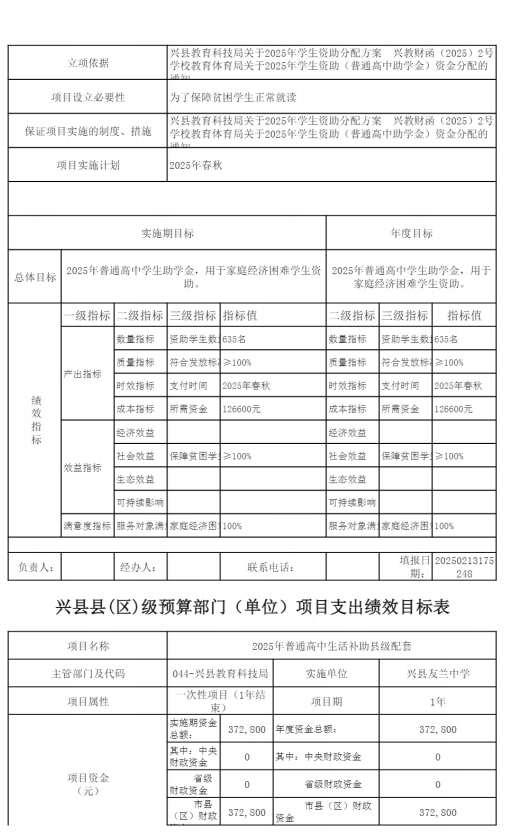 立项依据 兴县教育科技局关于2025年学生资助分配方案 兴教财函（2025）2号
学校教育体育局关于2025年学生资助（普通高中助学金）资金分配的
通知
项目设立必要性 为了保障贫困学生正常就读
保证项目实施的制度、措施 兴县教育科技局关于2025年学生资助分配方案 兴教财函（2025）2号
学校教育体育局关于2025年学生资助（普通高中助学金）资金分配的
通知
项目实施计划 2025年春秋
实施期目标 年度目标
总体目标 2025年普通高中学生助学金，用于家庭经济困难学生资
助。 2025年普通高中学生助学金，用于
家庭经济困难学生资助。
绩效指标
一级指标 二级指标 三级指标 指标值 二级指标 三级指标 指标值
产出指标
数量指标 资助学生数 635名 数量指标 资助学生数 635名
质量指标 符合发放标 ≥100% 质量指标 符合发放标 ≥100%
时效指标 支付时间 2025年春秋 时效指标 支付时间 2025年春秋
成本指标 所需资金 126600元 成本指标 所需资金 126600元
效益指标
经济效益 经济效益
社会效益 保障贫困学 ≥100% 社会效益 保障贫困学 ≥100%
生态效益 生态效益
可持续影响 可持续影响
满意度指标 服务对象满 家庭经济困 100% 服务对象满 家庭经济困 100%
负责人： 经办人： 联系电话： 填报日
期： 20250213175
248
兴县县(区)级预算部门（单位）项目支出绩效目标表
项目名称 2025年普通高中生活补助县级配套
主管部门及代码 044-兴县教育科技局 实施单位 兴县友兰中学
项目属性 一次性项目（1年结
束） 项目期 1年
项目资金
（元）
实施期资金
总额： 372,800 年度资金总额： 372,800
其中：中央
财政资金 0 其中：中央财政资金 0
省级
财政资金 0 省级财政资金 0
市县
（区）财政 372,800 市县（区）财政
资金 372,800